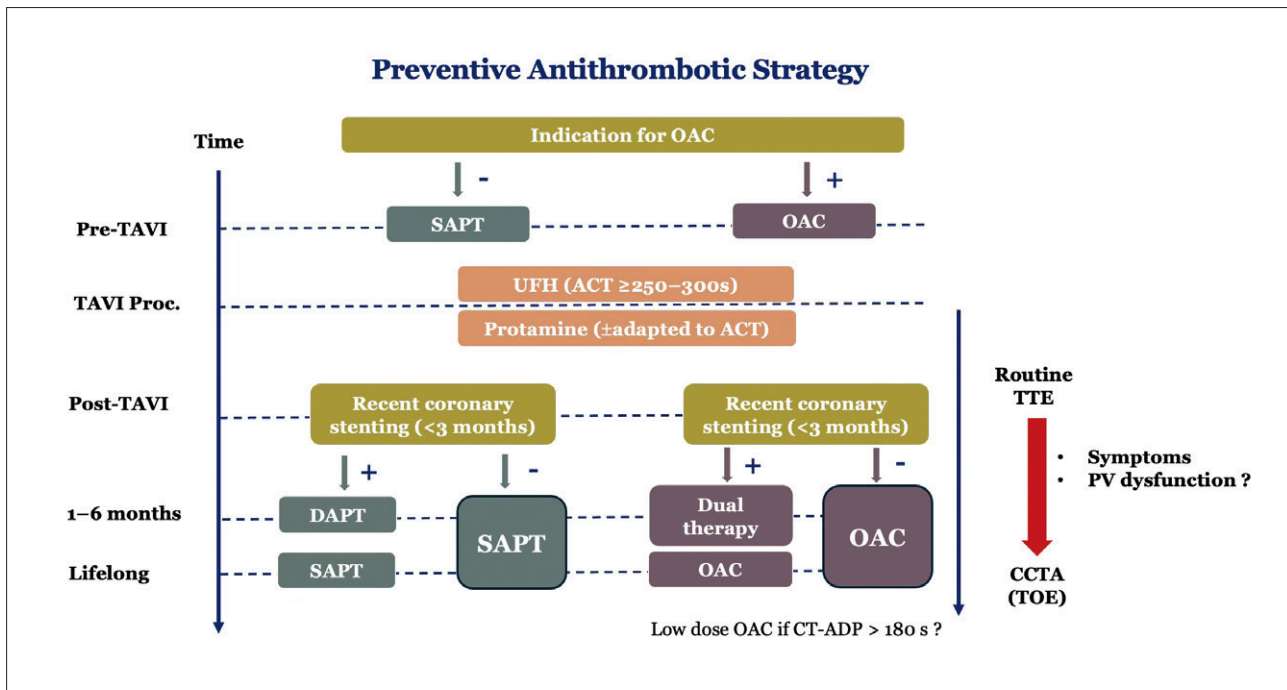 Preventive Antithrombotic Strategy
Time
Indication for OAC
-
+
Pre-TAVI
SAPT
OAC
TAVI Proc.
UFH (ACT ≥250–300s)
Protamine (±adapted to ACT)
Post-TAVI
Recent coronary
stenting (<3 months)
Recent coronary
stenting (<3 months)
+
-
+
-
1–6 months
DAPT
SAPT
Dual
therapy
OAC
Lifelong
SAPT
OAC
Low dose OAC if CT-ADP > 180 s ?
Routine
TTE
• Symptoms
• PV dysfunction ?
CCTA
(TOE)